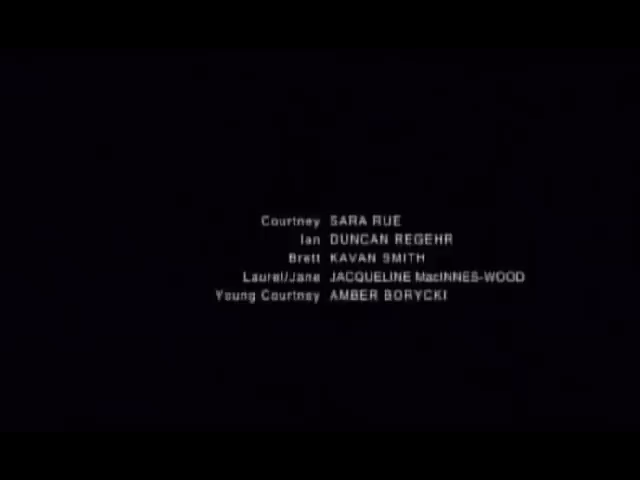 Courtney SARA RUE
Ian DUNCAN REGEHR
Brett KAVAN SMITH
Laurel/Jane JACQUELINE MacINNES-WOOD
Young Courtney AMBER BORYCKI